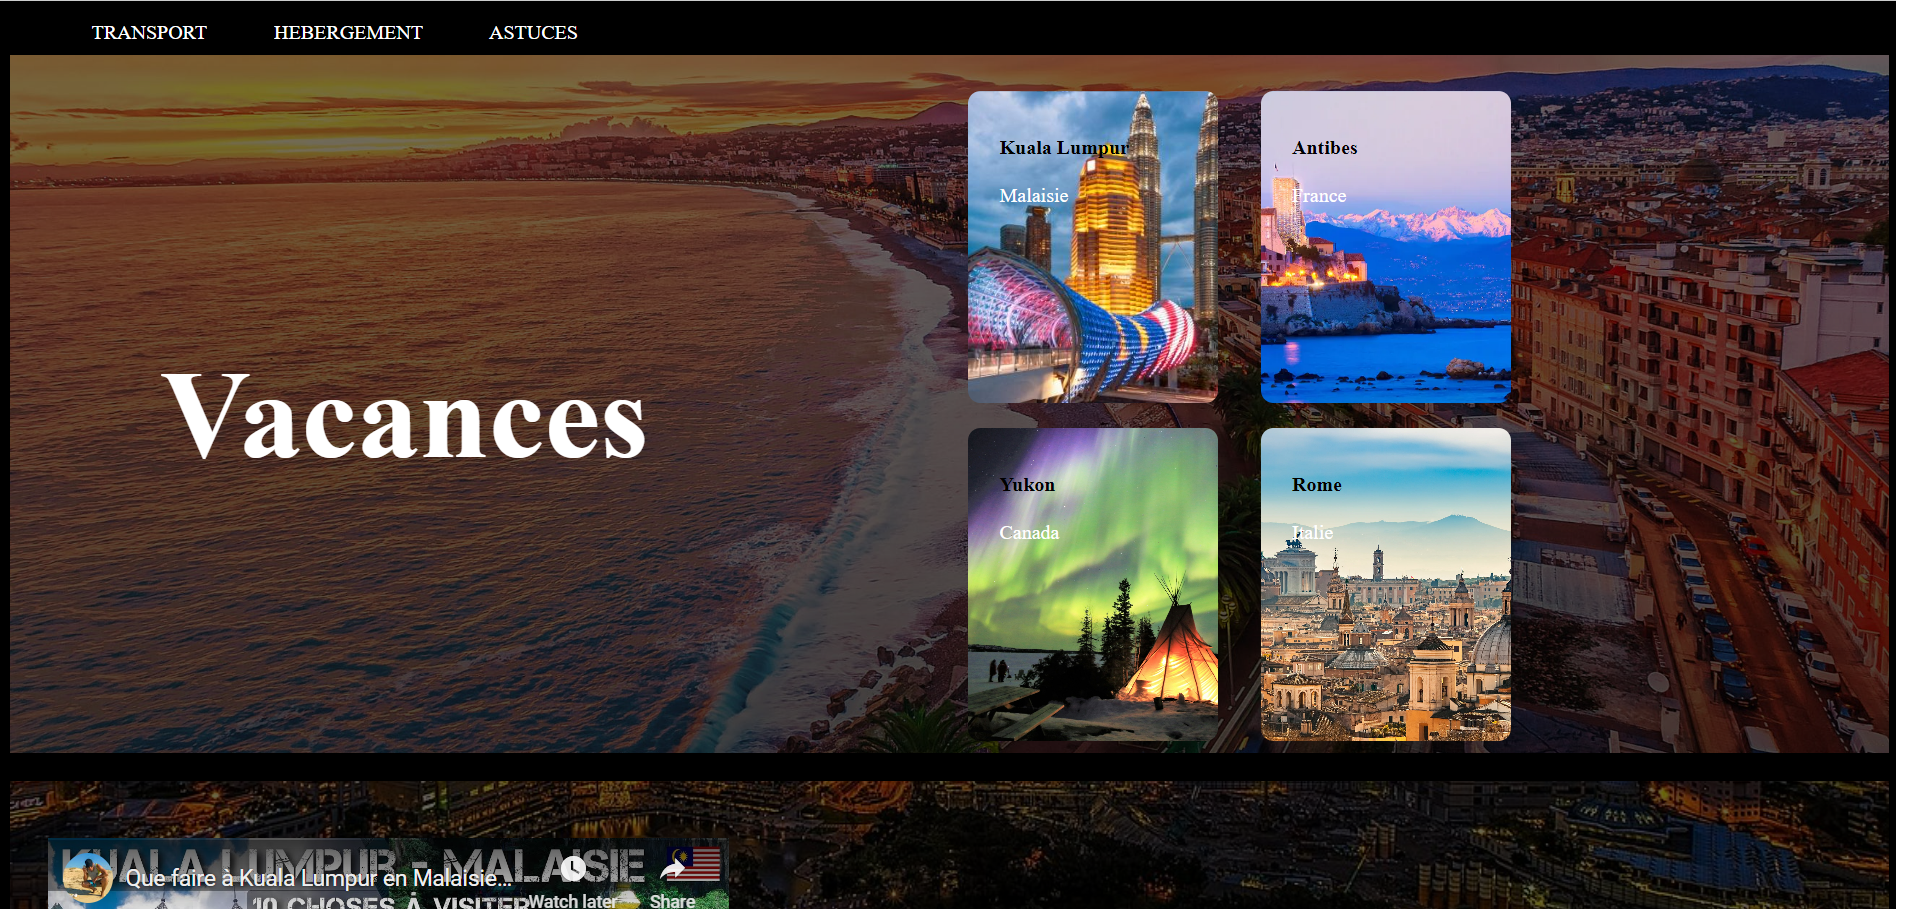 TRANSPORT HEBERGEMENT ASTUCES
Vacances
Kuala Lumpur
Malaisie
Antibes
France
Yukon
Canada
Rome
Italie
KUALA LUMPUR - MALAISIE
Que faire à Kuala Lumpur en Malaisie...
10 CHOSES À VISITER
Watch later
Share